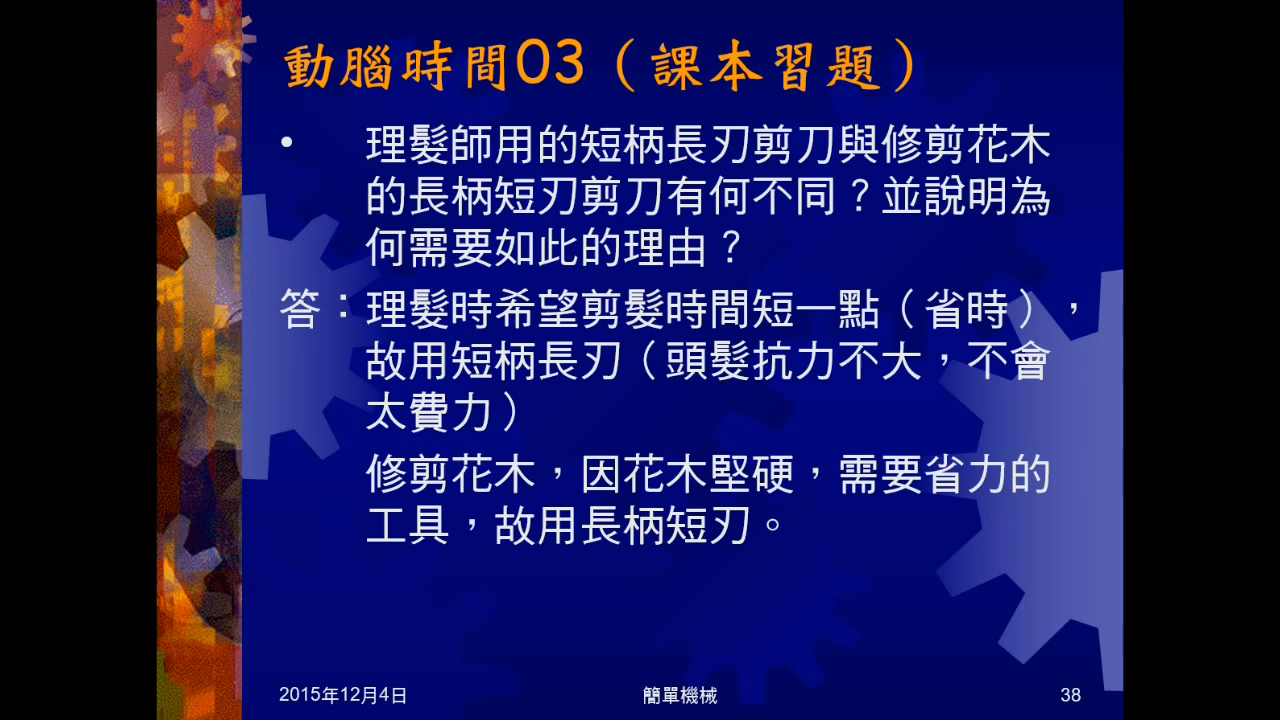 動腦時間03（課本習題）
• 理髮師用的短柄長刃剪刀與修剪花木
的長柄短刃剪刀有何不同？並說明為
何需要如此的理由？
答：理髮時希望剪髮時間短一點（省時），
故用短柄長刃（頭髮抗力不大，不會
太費力）
修剪花木，因花木堅硬，需要省力的
工具，故用長柄短刃。
2015年12月4日
簡單機械
38